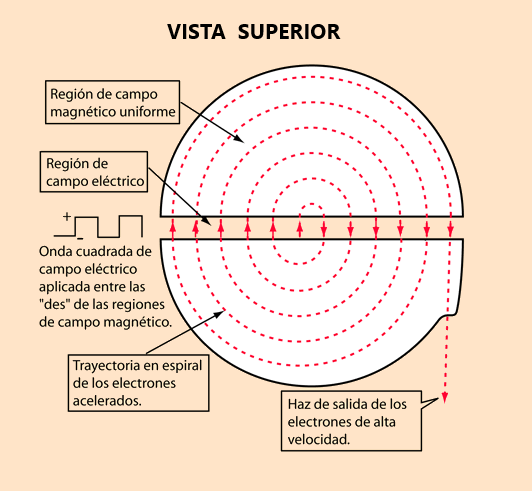 VISTA SUPERIOR
Región de campo
magnético uniforme
Región de
campo eléctrico
+
-
Onda cuadrada de
campo eléctrico
aplicada entre las
"des" de las regiones
de campo magnético.
Trayectoria en espiral
de los electrones
acelerados.
Haz de salida de los
electrones de alta
velocidad.